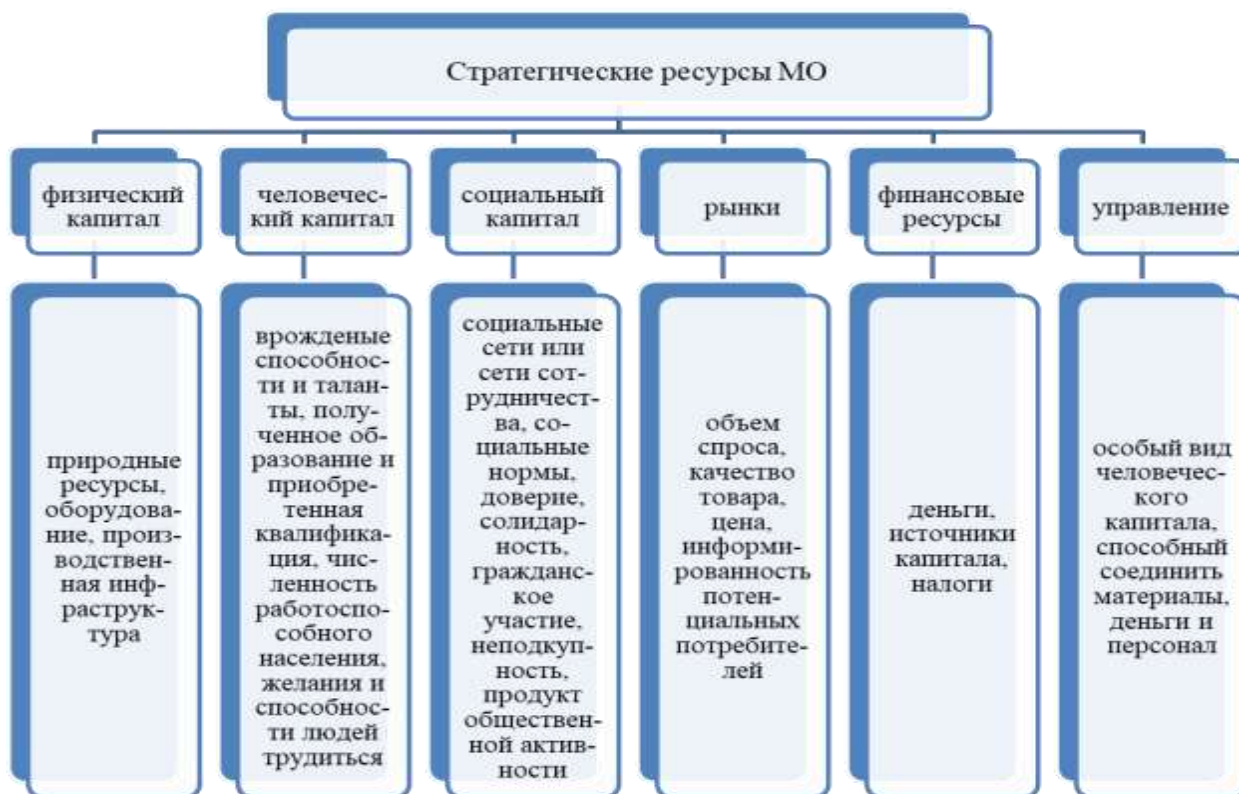 Стратегические ресурсы МО
физический
капитал
человечес-
кий капитал
социальный
капитал
рынки
финансовые
ресурсы
управление
природные
ресурсы,
оборудова-
ние, произ-
водствен-
ная инф-
раструк-
тура
врожденые
способнос-
ти и талан-
ты, полу-
ченное об-
разование и
приобре-
тенная
квалифика-
ция, чис-
ленность
работоспо-
собного
населения,
желания и
способнос-
ти людей
трудиться
социальные
сети или
сети сот-
рудничест-
ва, со-
циальные
нормы,
доверие,
солидар-
ность,
гражданс-
кое
участие,
неподкуп-
ность,
продукт
обществен-
ной актив-
ности
объем
спроса,
качество
товара,
цена,
информи-
рованность
потен-
циальных
потребите-
лей
деньги,
источники
капитала,
налоги
особый вид
человечес-
кого
капитала,
способный
соединить
материалы,
деньги и
персонал